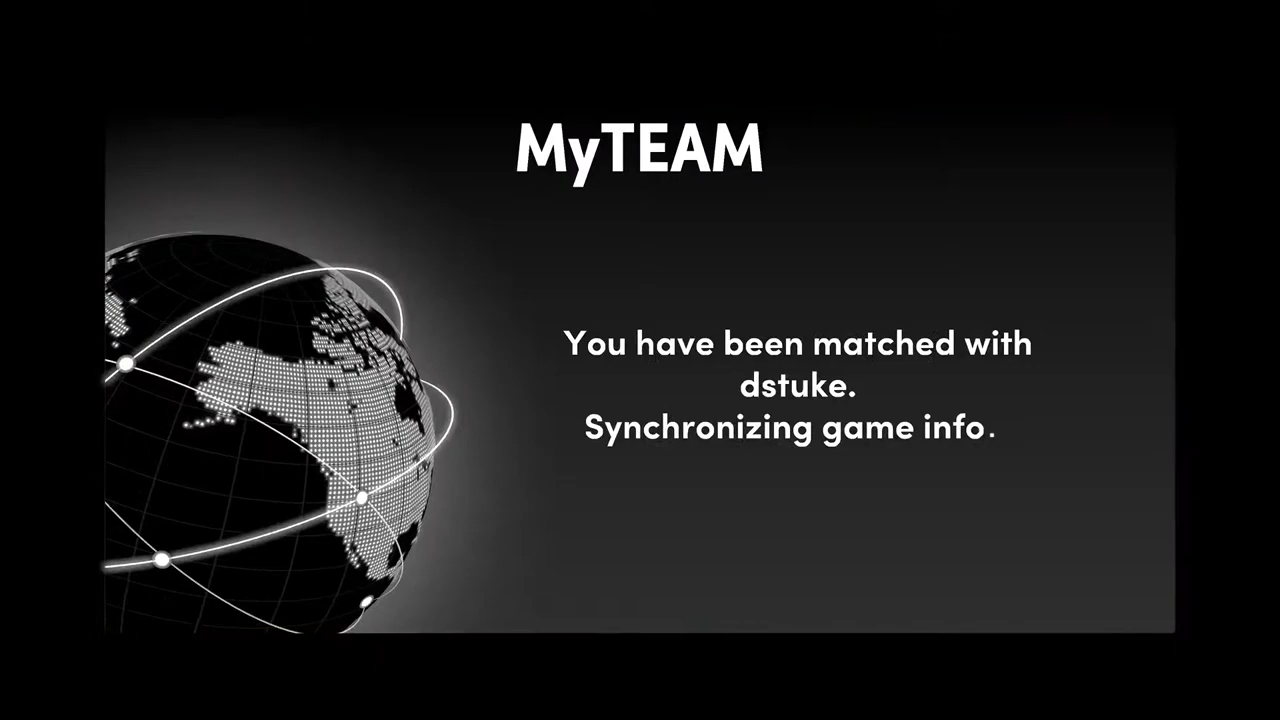 MyTEAM
You have been matched with
dstuke.
Synchronizing game info.